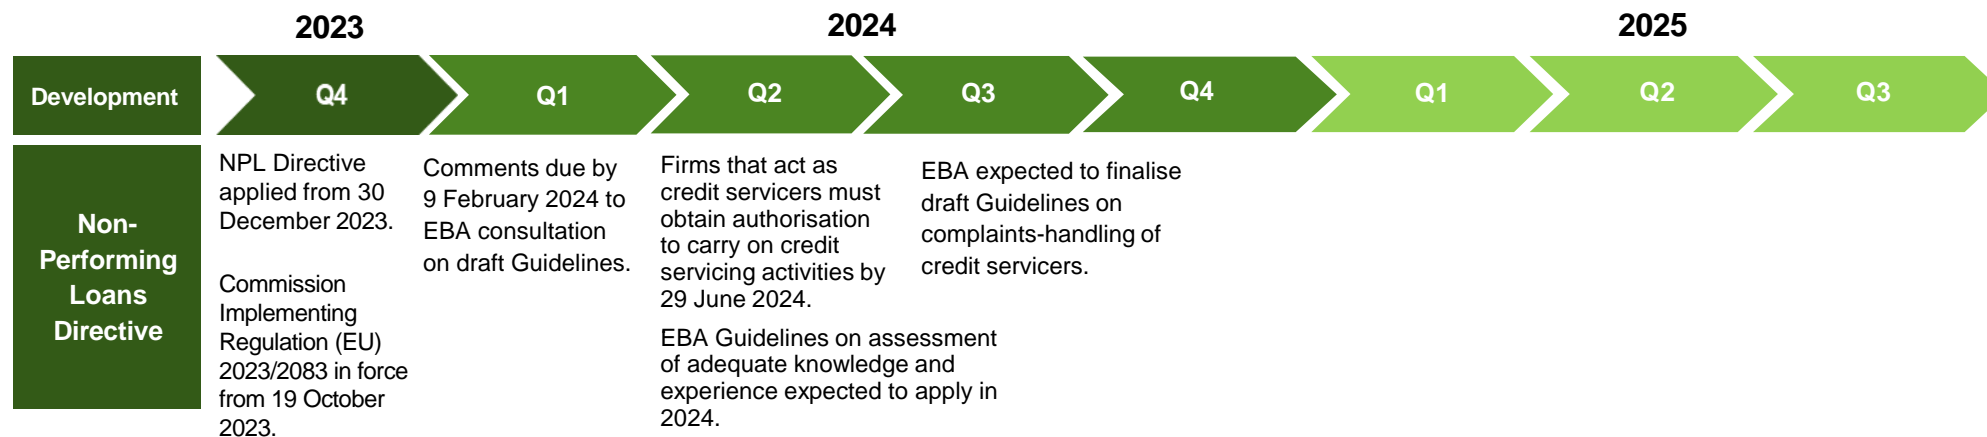 2023
2024
2025
Development
Q4
Q1
Q2
Q3
Q4
Q1
Q2
Q3
Non-
Performing
Loans
Directive
NPL Directive
applied from 30
December 2023.
Commission
Implementing
Regulation (EU)
2023/2083 in force
from 19 October
2023.
Comments due by
9 February 2024 to
EBA consultation
on draft Guidelines.
Firms that act as
credit servicers must
obtain authorisation
to carry on credit
servicing activities by
29 June 2024.
EBA Guidelines on assessment
of adequate knowledge and
experience expected to apply in
2024.
EBA expected to finalise
draft Guidelines on
complaints-handling of
credit servicers.